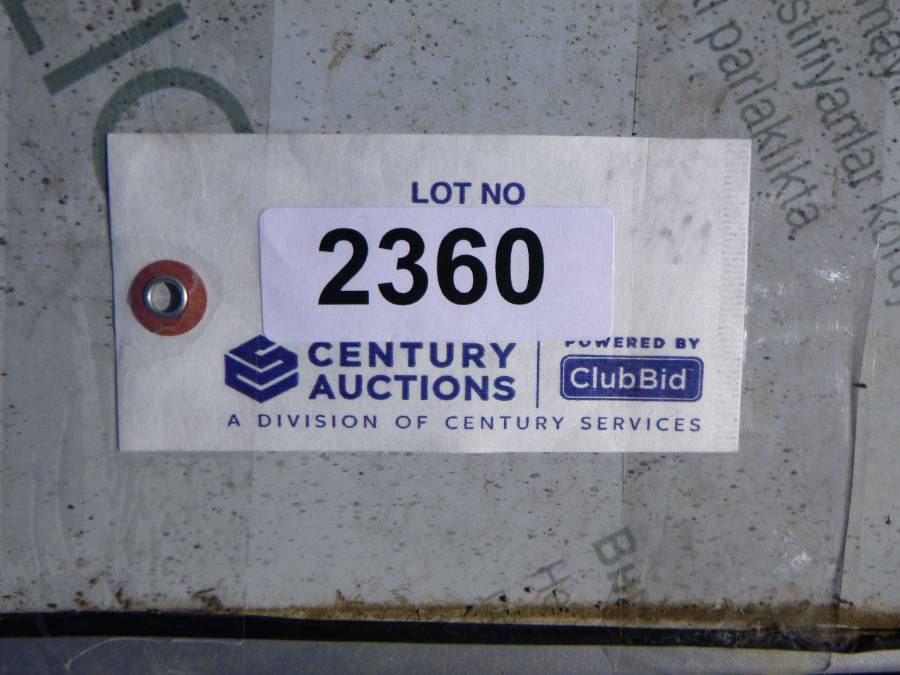 LOT NO
2360
CENTURY
AUCTIONS
POWERED BY
ClubBid
A DIVISION OF CENTURY SERVICES
parlaklıkta